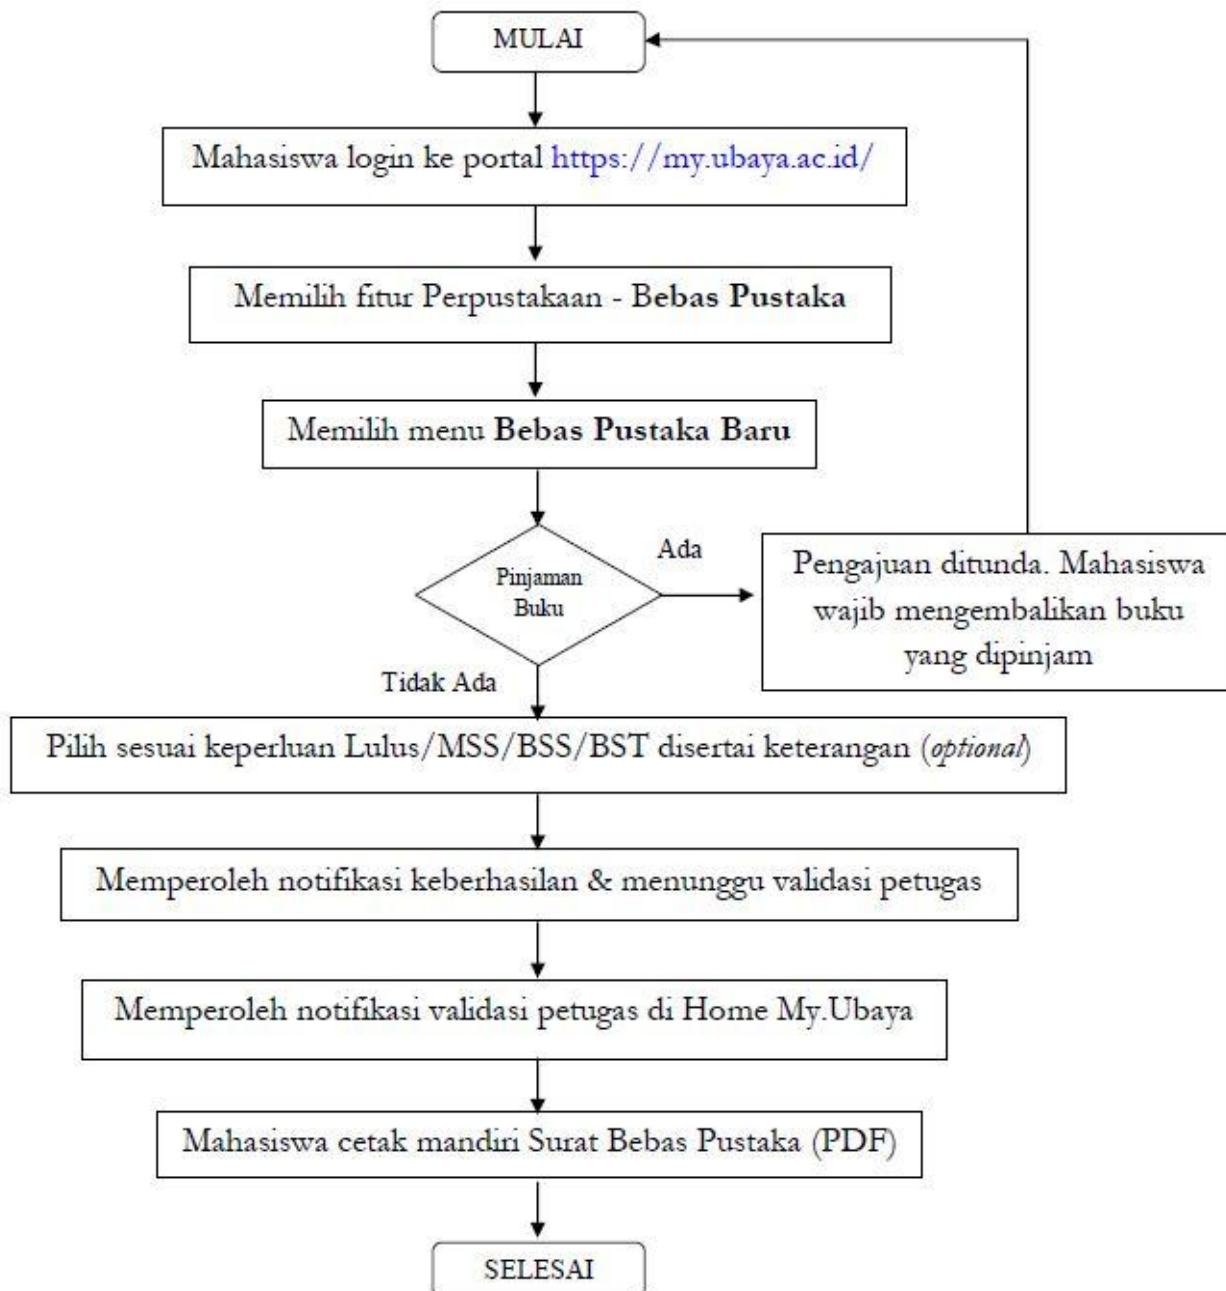 MULAI
Mahasiswa login ke portal https://my.ubaya.ac.id/
Memilih fitur Perpustakaan - Bebas Pustaka
Memilih menu Bebas Pustaka Baru
Pinjaman
Buku
Ada
Pengajuan ditunda. Mahasiswa
wajib mengembalikan buku
yang dipinjam
Tidak Ada
Pilih sesuai keperluan Lulus/MSS/BSS/BST disertai keterangan (optional)
Memperoleh notifikasi keberhasilan & menunggu validasi petugas
Memperoleh notifikasi validasi petugas di Home My.Ubaya
Mahasiswa cetak mandiri Surat Bebas Pustaka (PDF)
SELESAI